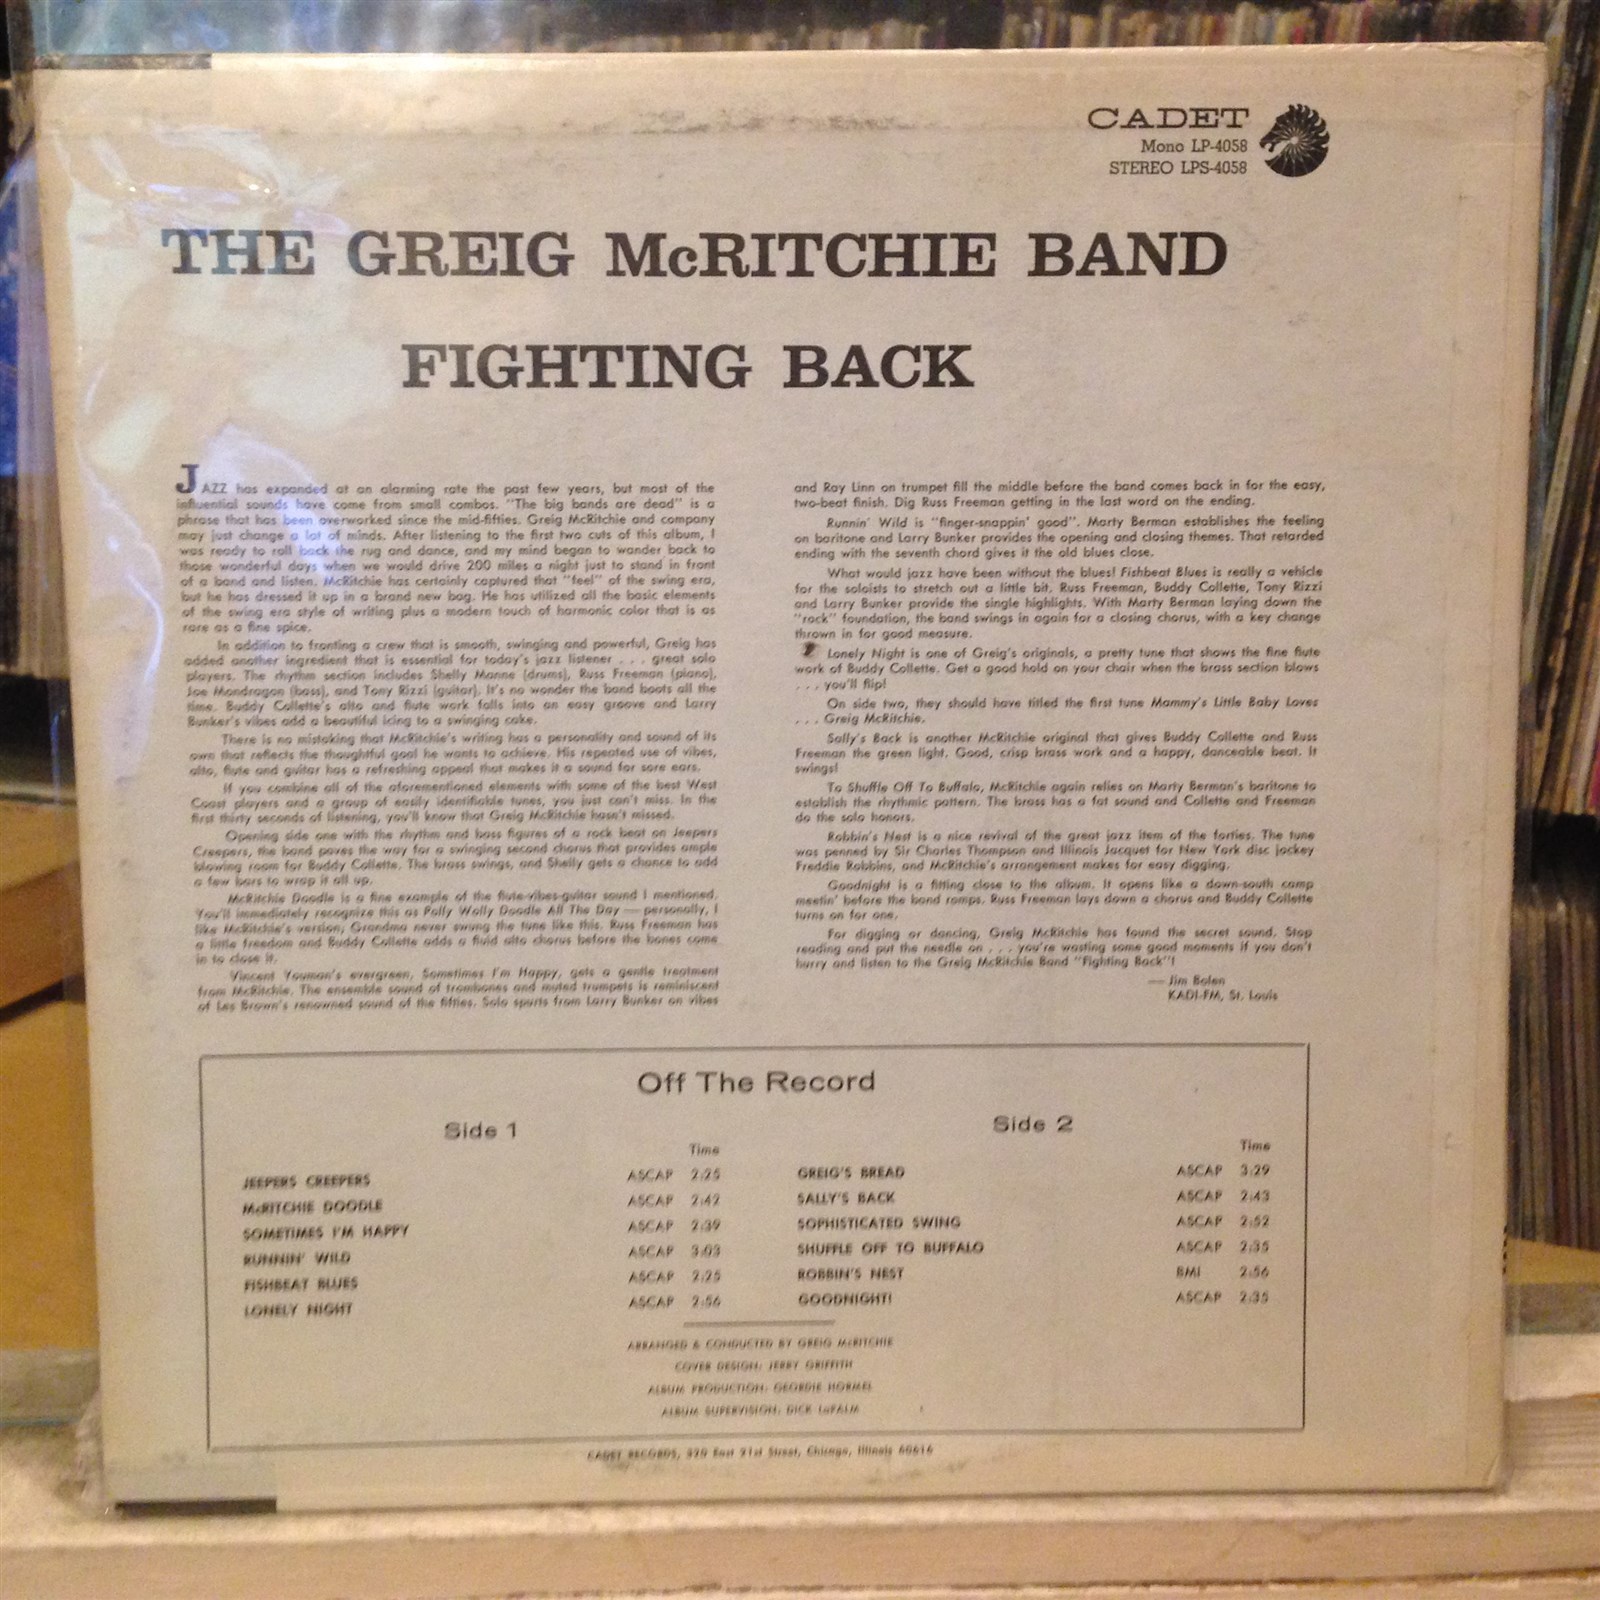 CADET
Mono LP-4058
STEREO LPS-4058
THE GREIG McRITCHIE BAND
FIGHTING BACK
JAZZ has expanded at an alarming rate the past few years, but most of the
influential sounds have come from small combos. "The big bands are dead" is a
phrase that has been overworked since the mid-fifties. Greig McRitchie and company
may just change a lot of minds. After listening to the first two cuts of this album, I
was ready to roll back the rug and dance, and my mind began to wander back to
those wonderful days when we would drive 200 miles a night just to stand in front
of a band and listen. McRitchie has certainly captured that "feel" of the swing era,
but he has dressed it up in a brand new bag. He has utilized all the basic elements
of the swing era style of writing plus a modern touch of harmonic color that is as
rare as a fine spice.
In addition to fronting a crew that is smooth, swinging and powerful, Greig has
added another ingredient that is essential for today's jazz listener . . . great solo
players. The rhythm section includes Shelly Manne (drums), Russ Freeman (piano),
Joe Mondragon (bass), and Tony Rizzi (guitar). It's no wonder the band boots all the
time. Buddy Collette's alto and flute work falls into an easy groove and Larry
Bunker's vibes add a beautiful icing to a swinging cake.
There is no mistaking that McRitchie's writing has a personality and sound of its
own that reflects the thoughtful goal he wants to achieve. His repeated use of vibes,
alto, flute and guitar has a refreshing appeal that makes it a sound for sore ears.
If you combine all of the aforementioned elements with some of the best West
Coast players and a group of easily identifiable tunes, you just can't miss. In the
first thirty seconds of listening, you'll know that Greig McRitchie hasn't missed.
Opening side one with the rhythm and bass figures of a rock beat on Jeepers
Creepers, the band paves the way for a swinging second chorus that provides ample
blowing room for Buddy Collette. The brass swings, and Shelly gets a chance to add
a few bars to wrap it all up.
McRitchie Doodle is a fine example of the flute-vibes-guitar sound I mentioned.
You'll immediately recognize this as Polly Wolly Doodle All The Day — personally, I
like McRitchie's version; Grandma never swung the tune like this. Russ Freeman has
a little freedom and Buddy Collette adds a fluid alto chorus before the bones come
in to close it.
Vincent Youman's evergreen, Sometimes I'm Happy, gets a gentle treatment
from McRitchie. The ensemble sound of trombones and muted trumpets is reminiscent
of Les Brown's renowned sound of the fifties. Solo spurts from Larry Bunker on vibes
and Ray Linn on trumpet fill the middle before the band comes back in for the easy,
two-beat finish. Dig Russ Freeman getting in the last word on the ending.
Runnin' Wild is "finger-snappin' good". Marty Berman establishes the feeling
on baritone and Larry Bunker provides the opening and closing themes. That retarded
ending with the seventh chord gives it the old blues close.
What would jazz have been without the blues! Fishbeat Blues is really a vehicle
for the soloists to stretch out a little bit. Russ Freeman, Buddy Collette, Tony Rizzi
and Larry Bunker provide the single highlights. With Marty Berman laying down the
"rock" foundation, the band swings in again for a closing chorus, with a key change
thrown in for good measure.
Lonely Night is one of Greig's originals, a pretty tune that shows the fine flute
work of Buddy Collette. Get a good hold on your chair when the brass section blows
. . . you'll flip!
On side two, they should have titled the first tune Mammy's Little Baby Loves
. . . Greig McRitchie.
Sally's Back is another McRitchie original that gives Buddy Collette and Russ
Freeman the green light. Good, crisp brass work and a happy, danceable beat. It
swings!
To Shuffle Off To Buffalo, McRitchie again relies on Marty Berman's baritone to
establish the rhythmic pattern. The brass has a fat sound and Collette and Freeman
do the solo honors.
Robbin's Nest is a nice revival of the great jazz item of the forties. The tune
was penned by Sir Charles Thompson and Illinois Jacquet for New York disc jockey
Freddie Robbins, and McRitchie's arrangement makes for easy digging.
Goodnight is a fitting close to the album. It opens like a down-south camp
meetin' before the band romps. Russ Freeman lays down a chorus and Buddy Collette
turns on for one.
For digging or dancing, Greig McRitchie has found the secret sound. Stop
reading and put the needle on . . . you're wasting some good moments if you don't
hurry and listen to the Greig McRitchie Band "Fighting Back"!
— Jim Bolen
KADI-FM, St. Louis
Off The Record
Side 1
Time
JEEPERS CREEPERS ASCAP 2:25
McRITCHIE DOODLE ASCAP 2:42
SOMETIMES I'M HAPPY ASCAP 2:39
RUNNIN' WILD ASCAP 3:03
FISHBEAT BLUES ASCAP 2:25
LONELY NIGHT ASCAP 2:56
Side 2
Time
GREIG'S BREAD ASCAP 3:29
SALLY'S BACK ASCAP 2:43
SOPHISTICATED SWING ASCAP 2:52
SHUFFLE OFF TO BUFFALO ASCAP 2:35
ROBBIN'S NEST BMI 2:56
GOODNIGHT! ASCAP 2:35
ARRANGED & CONDUCTED BY GREIG McRITCHIE
COVER DESIGN: JERRY GRIFFITH
ALBUM PRODUCTION: GEORDIE HORMEL
ALBUM SUPERVISION: DICK LaPALM
CADET RECORDS, 320 East 21st Street, Chicago, Illinois 60616